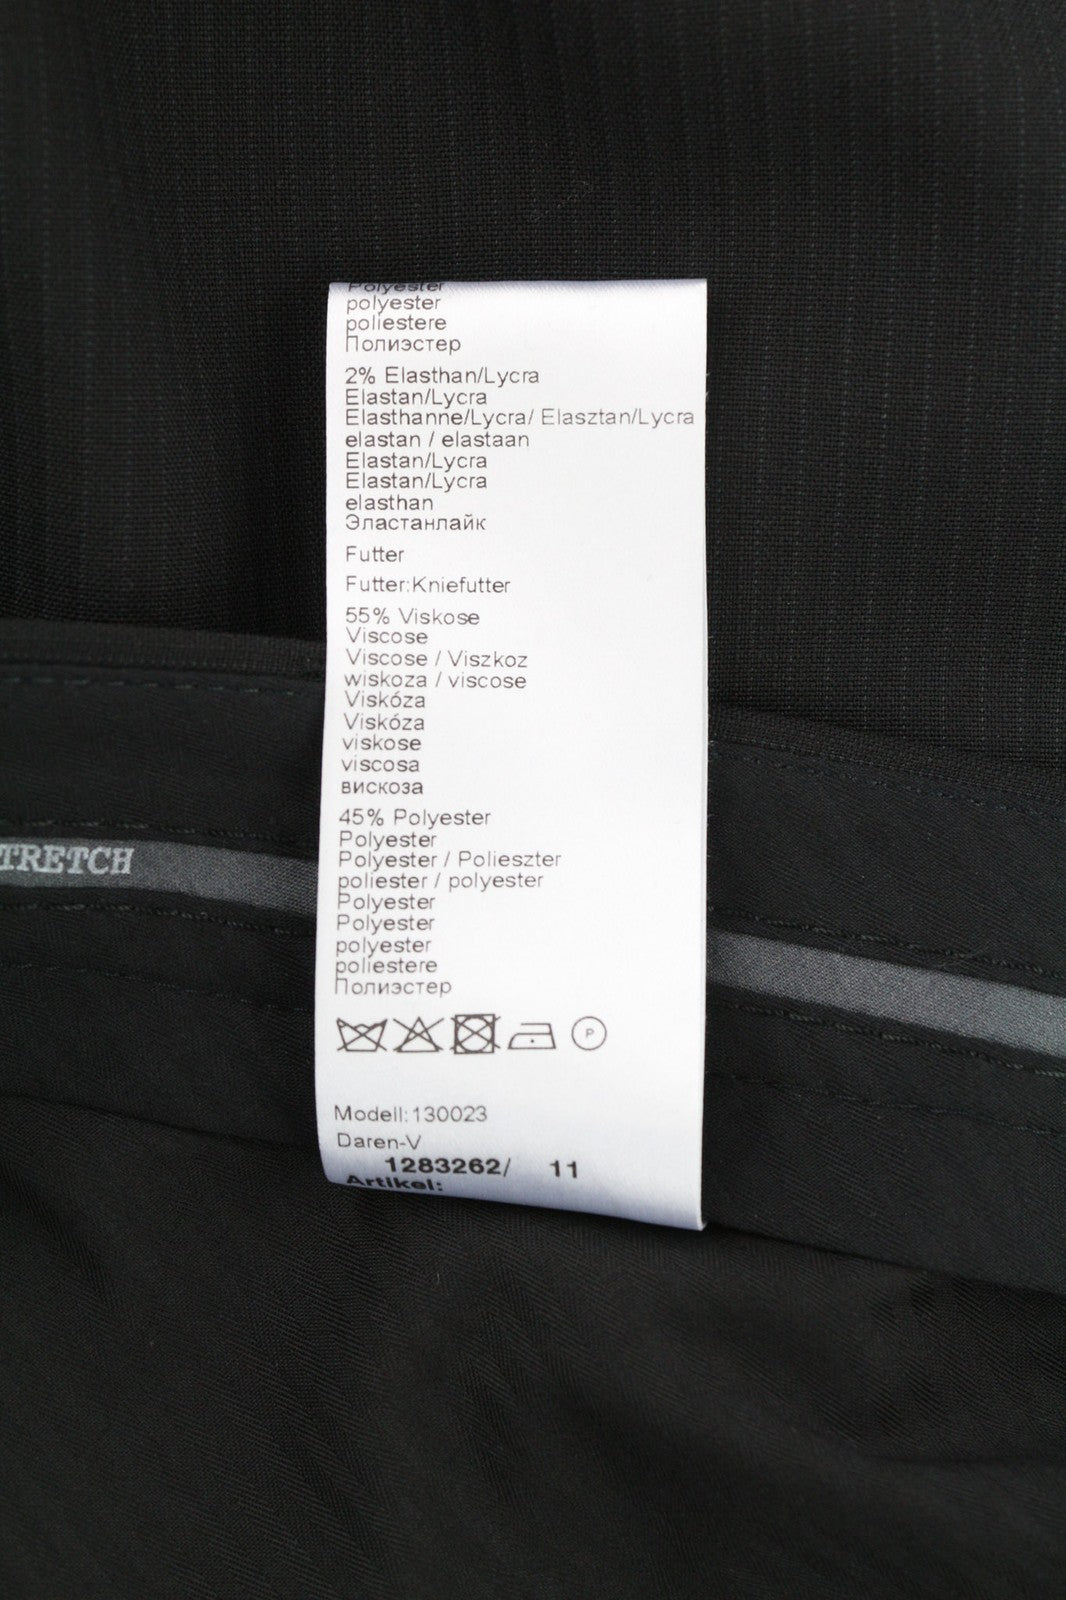 Polyester
polyester
poliestere
Полиэстер
2% Elasthan/Lycra
Elastan/Lycra
Elasthanne/Lycra/ Elasztan/Lycra
elastan / elastaan
Elastan/Lycra
Elastan/Lycra
elasthan
Эластанлайк
Futter
Futter:Kniefutter
55% Viskose
Viscose
Viscose / Viszkoz
wiskoza / viscose
Viskóza
Viskóza
viskose
viscosa
вискоза
45% Polyester
Polyester
Polyester / Polieszter
poliester / polyester
Polyester
Polyester
polyester
poliestere
Полиэстер
P
TRETCH
Modell:130023
Daren-V
1283262/ 11
Artikel: